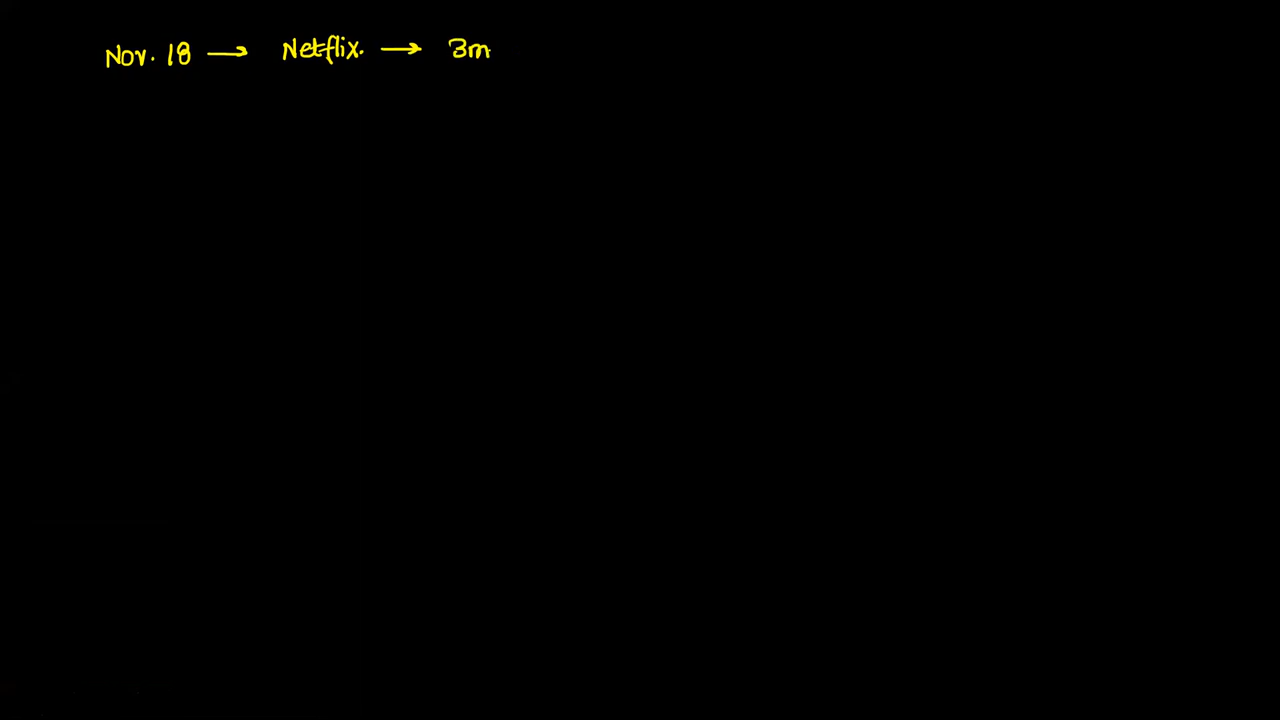 Nov. 18 → Netflix. → 3m